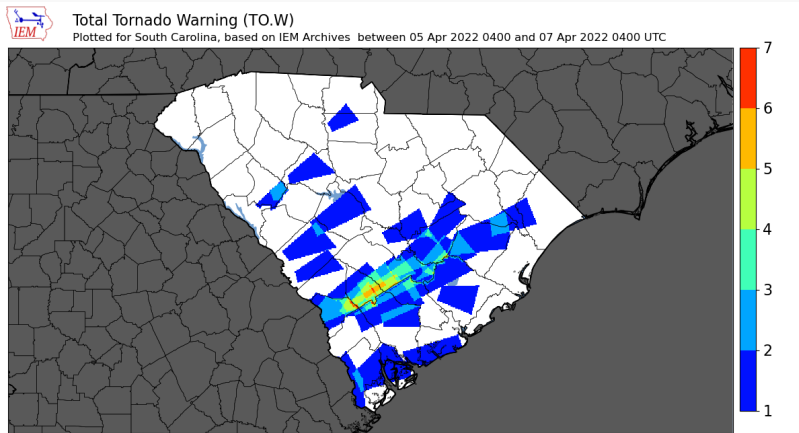 IEM
Total Tornado Warning (TO.W)
Plotted for South Carolina, based on IEM Archives between 05 Apr 2022 0400 and 07 Apr 2022 0400 UTC
7
6
5
4
3
2
1